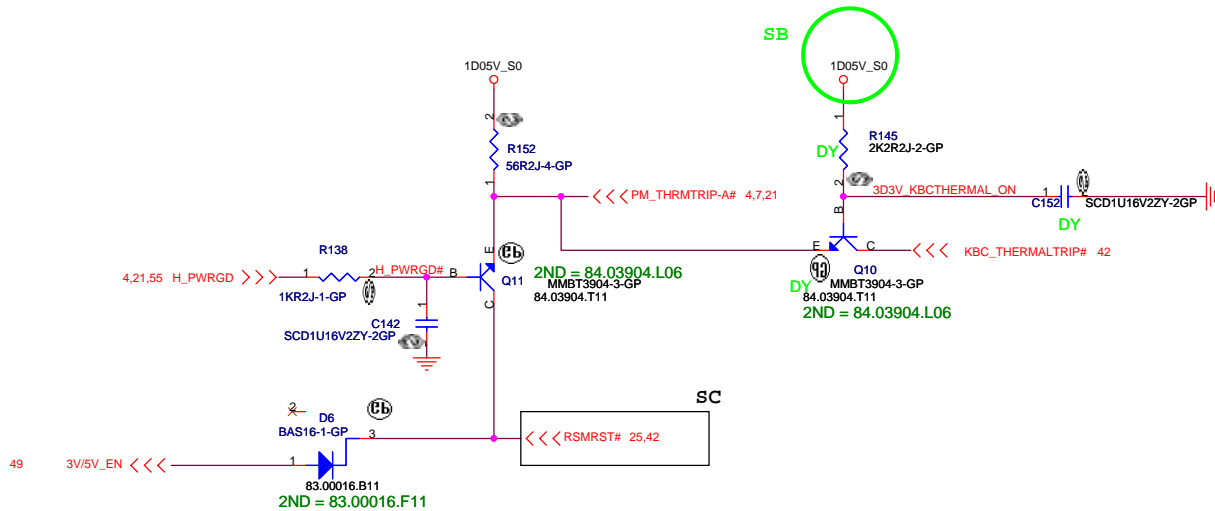 SB
1D05V_S0
1D05V_S0
2
R152
56R2J-4-GP
1
1
R145
2K2R2J-2-GP
DY
2
3D3V_KBCTHERMAL_ON
1
C152
SCD1U16V2ZY-2GP
DY
PM_THRMTRIP-A# 4,7,21
B
E
C
KBC_THERMALTRIP# 42
Q10
DY
MMBT3904-3-GP
84.03904.T11
2ND = 84.03904.L06
4,21,55 H_PWRGD
R138
1
2
1KR2J-1-GP
H_PWRGD#
B
E
C
Q11
2ND = 84.03904.L06
MMBT3904-3-GP
84.03904.T11
1
C142
SCD1U16V2ZY-2GP
SC
RSMRST# 25,42
2
D6
BAS16-1-GP
3
1
49 3V/5V_EN
83.00016.B11
2ND = 83.00016.F11